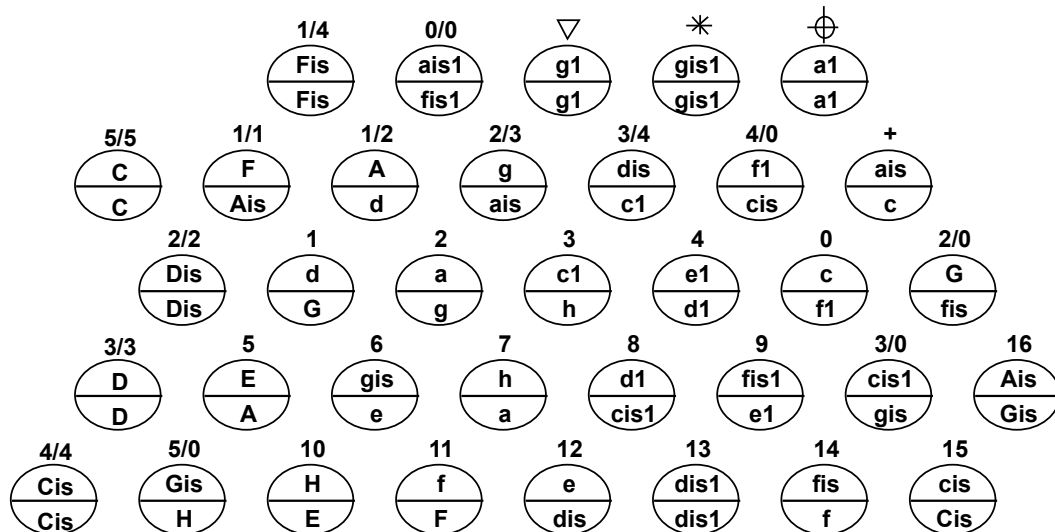 1/4 0/0
Fis ais1 g1 gis1 a1
Fis fis1 g1 gis1 a1
5/5 1/1 1/2 2/3 3/4 4/0 +
C F A g dis f1 ais
C Ais d ais c1 cis c
2/2 1 2 3 4 0 2/0
Dis d a c1 e1 c G
Dis G g h d1 f1 fis
3/3 5 6 7 8 9 3/0 16
D E gis h d1 fis1 cis1 Ais
D A e a cis1 e1 gis Gis
4/4 5/0 10 11 12 13 14 15
Cis Gis H f e dis1 fis cis
Cis H E F dis dis1 f Cis